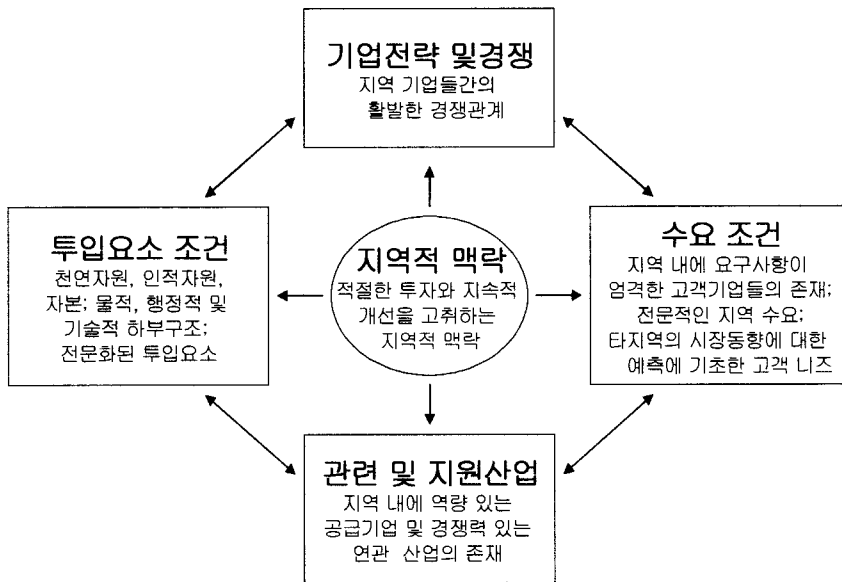 기업전략 및경쟁
지역 기업들간의
활발한 경쟁관계
투입요소 조건
천연자원, 인적자원,
자본; 물적, 행정적 및
기술적 하부구조;
전문화된 투입요소
지역적 맥락
적절한 투자와 지속적
개선을 고취하는
지역적 맥락
수요 조건
지역 내에 요구사항이
엄격한 고객기업들의 존재;
전문적인 지역 수요;
타지역의 시장동향에 대한
예측에 기초한 고객 니즈
관련 및 지원산업
지역 내에 역량 있는
공급기업 및 경쟁력 있는
연관 산업의 존재